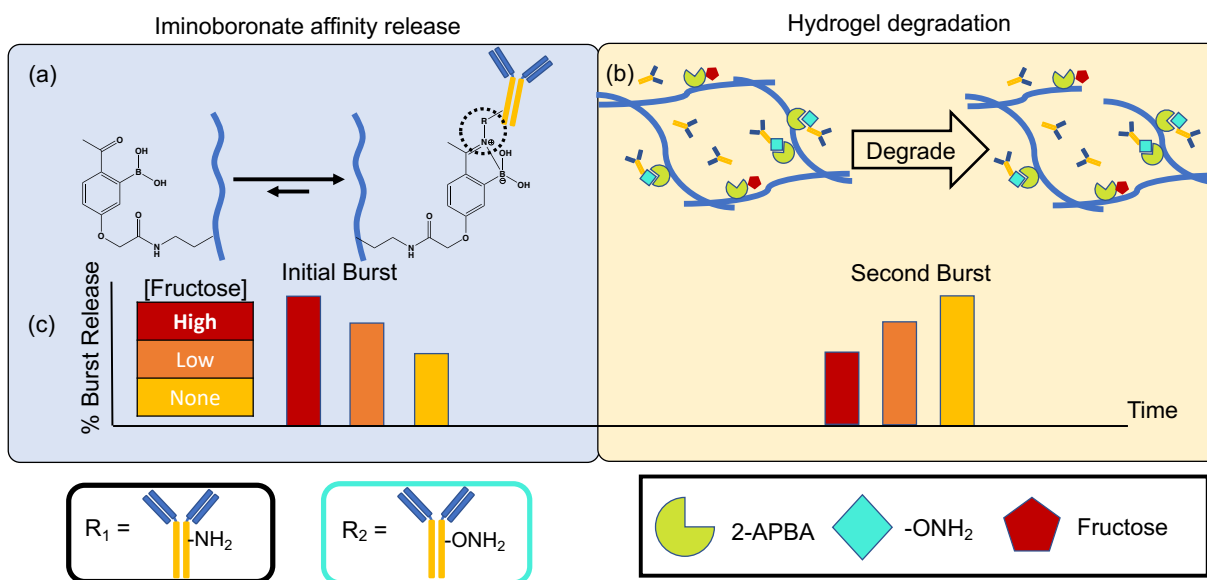 Iminoboronate affinity release
Hydrogel degradation
(a)
(b)
R
N⊕
OH
B
OH
⊖
O
OH
B
OH
O
O
N
H
N
H
O
O
Degrade
(c)
% Burst Release
[Fructose]
High
Low
None
Initial Burst
Second Burst
Time
R₁ =
-NH₂
R₂ =
-ONH₂
2-APBA
-ONH₂
Fructose